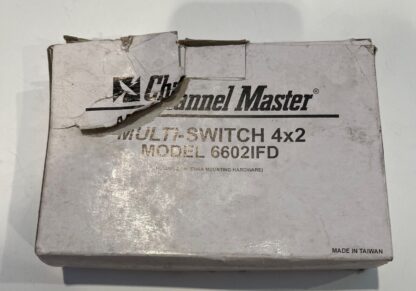 Channel Master®
MULTI-SWITCH 4x2
MODEL 6602IFD
MOUNTING HARDWARE)
MADE IN TAIWAN